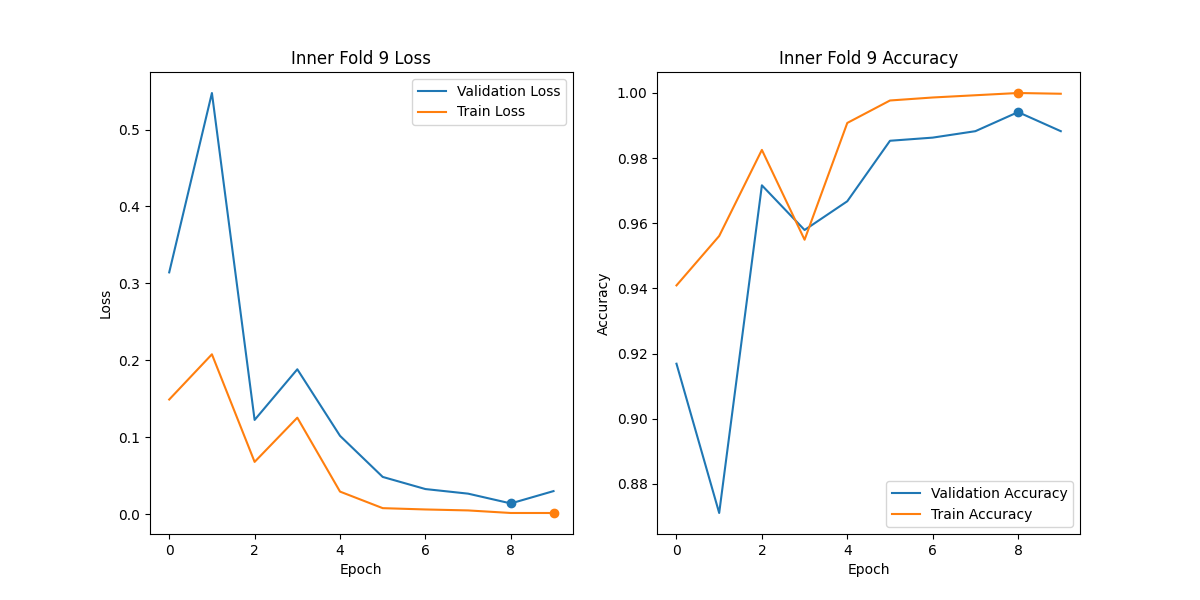 Inner Fold 9 Loss
Validation Loss
Train Loss
0.5
0.4
0.3
0.2
0.1
0.0
Loss
0
2
4
6
8
Epoch
Inner Fold 9 Accuracy
1.00
0.98
0.96
0.94
0.92
0.90
0.88
Accuracy
Validation Accuracy
Train Accuracy
0
2
4
6
8
Epoch